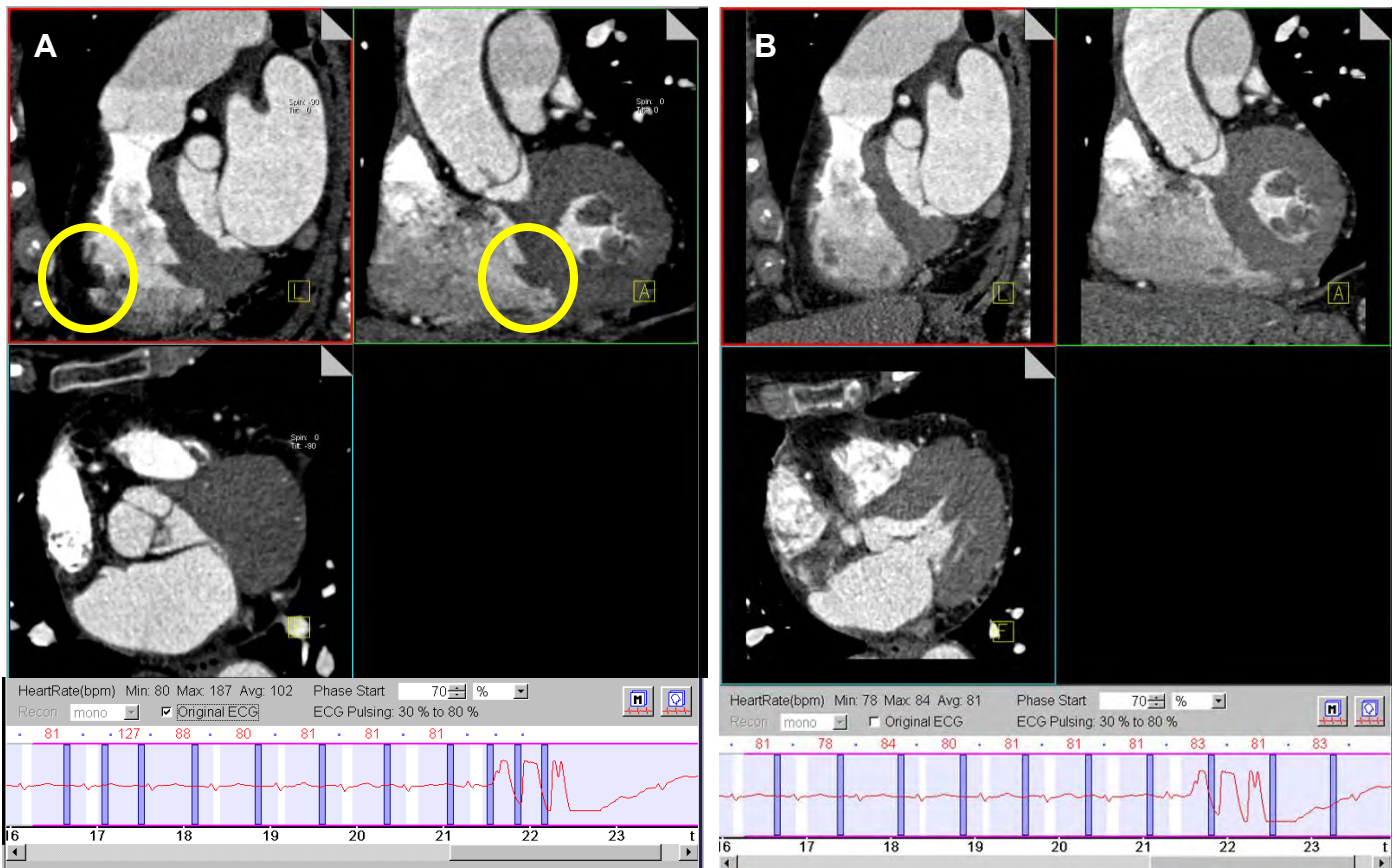 A
Spin: -90
Tilt: 0
L
Spin: 0
Tilt: 0
A
Spin: 0
Tilt: -90
HeartRate(bpm) Min: 80 Max: 187 Avg: 102 Phase Start 70 %
Recon mono Original ECG ECG Pulsing: 30 % to 80 %
81 127 88 80 81 81 81
16 17 18 19 20 21 22 23 t
B
L
A
F
HeartRate(bpm) Min: 78 Max: 84 Avg: 81 Phase Start 70 %
Recon mono Original ECG ECG Pulsing: 30 % to 80 %
81 78 84 80 81 81 81 83 81 83
16 17 18 19 20 21 22 23 t